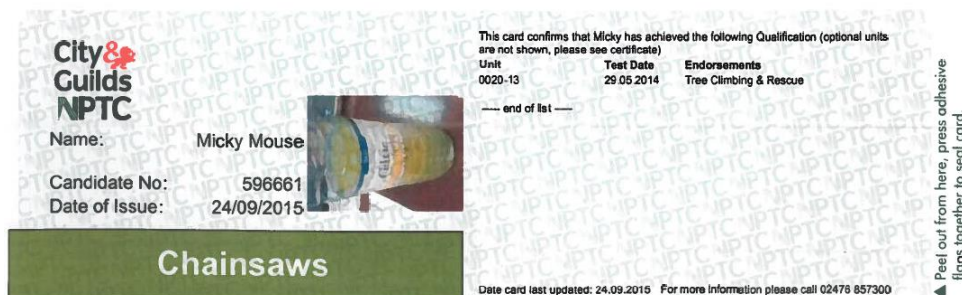 City&
Guilds
NPTC
Name: Micky Mouse
Candidate No: 596661
Date of Issue: 24/09/2015
Chainsaws
This card confirms that Micky has achieved the following Qualification (optional units
are not shown, please see certificate)
Unit Test Date Endorsements
0020-13 29.05.2014 Tree Climbing & Rescue
---- end of list ----
Date card last updated: 24.09.2015 For more information please call 02476 857300
▲ Peel out from here, press adhesive
flaps together to seal card.